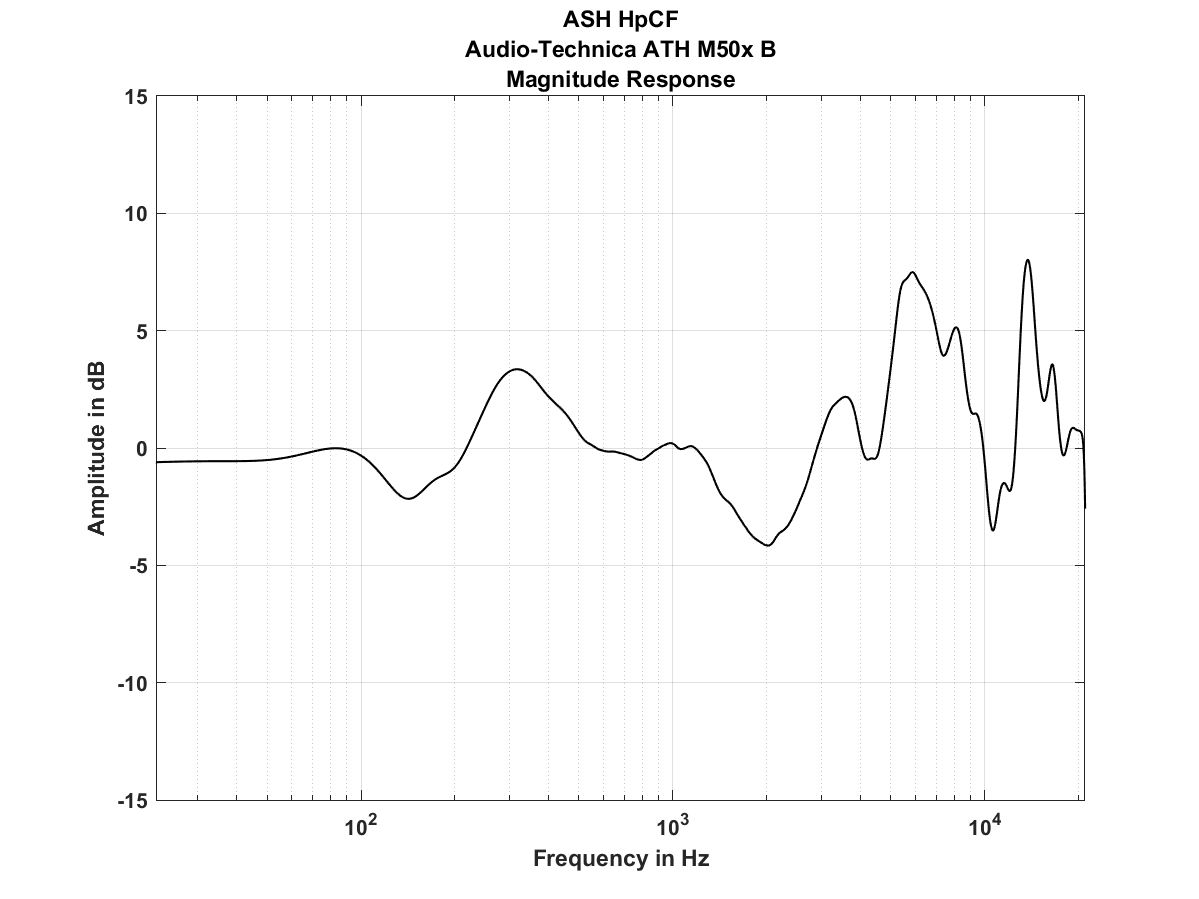 ASH HpCF
Audio-Technica ATH M50x B
Magnitude Response
15
10
5
0
-5
-10
-15
Amplitude in dB
10²
10³
10⁴
Frequency in Hz